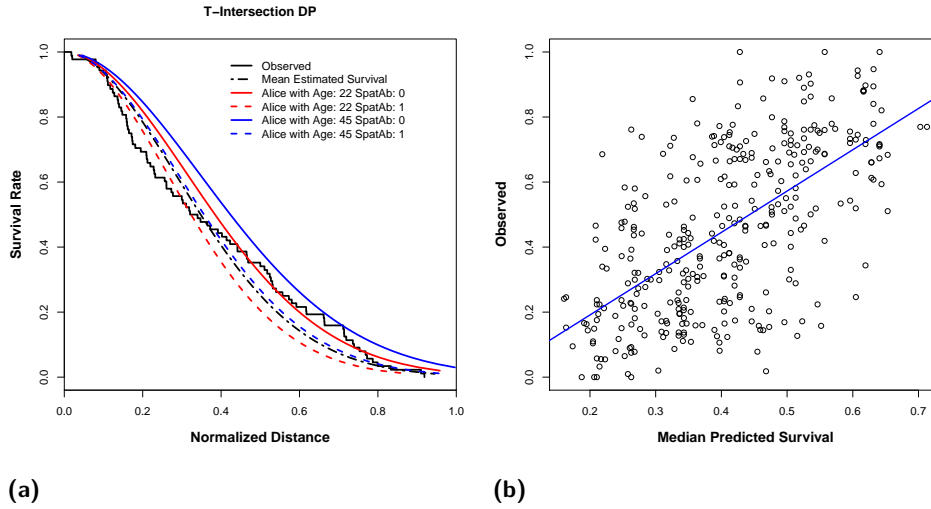 T−Intersection DP
Survival Rate
0.0 0.2 0.4 0.6 0.8 1.0
Observed
Mean Estimated Survival
Alice with Age: 22 SpatAb: 0
Alice with Age: 22 SpatAb: 1
Alice with Age: 45 SpatAb: 0
Alice with Age: 45 SpatAb: 1
0.0 0.2 0.4 0.6 0.8 1.0
Normalized Distance
(a)
Observed
0.0 0.2 0.4 0.6 0.8 1.0
0.2 0.3 0.4 0.5 0.6 0.7
Median Predicted Survival
(b)